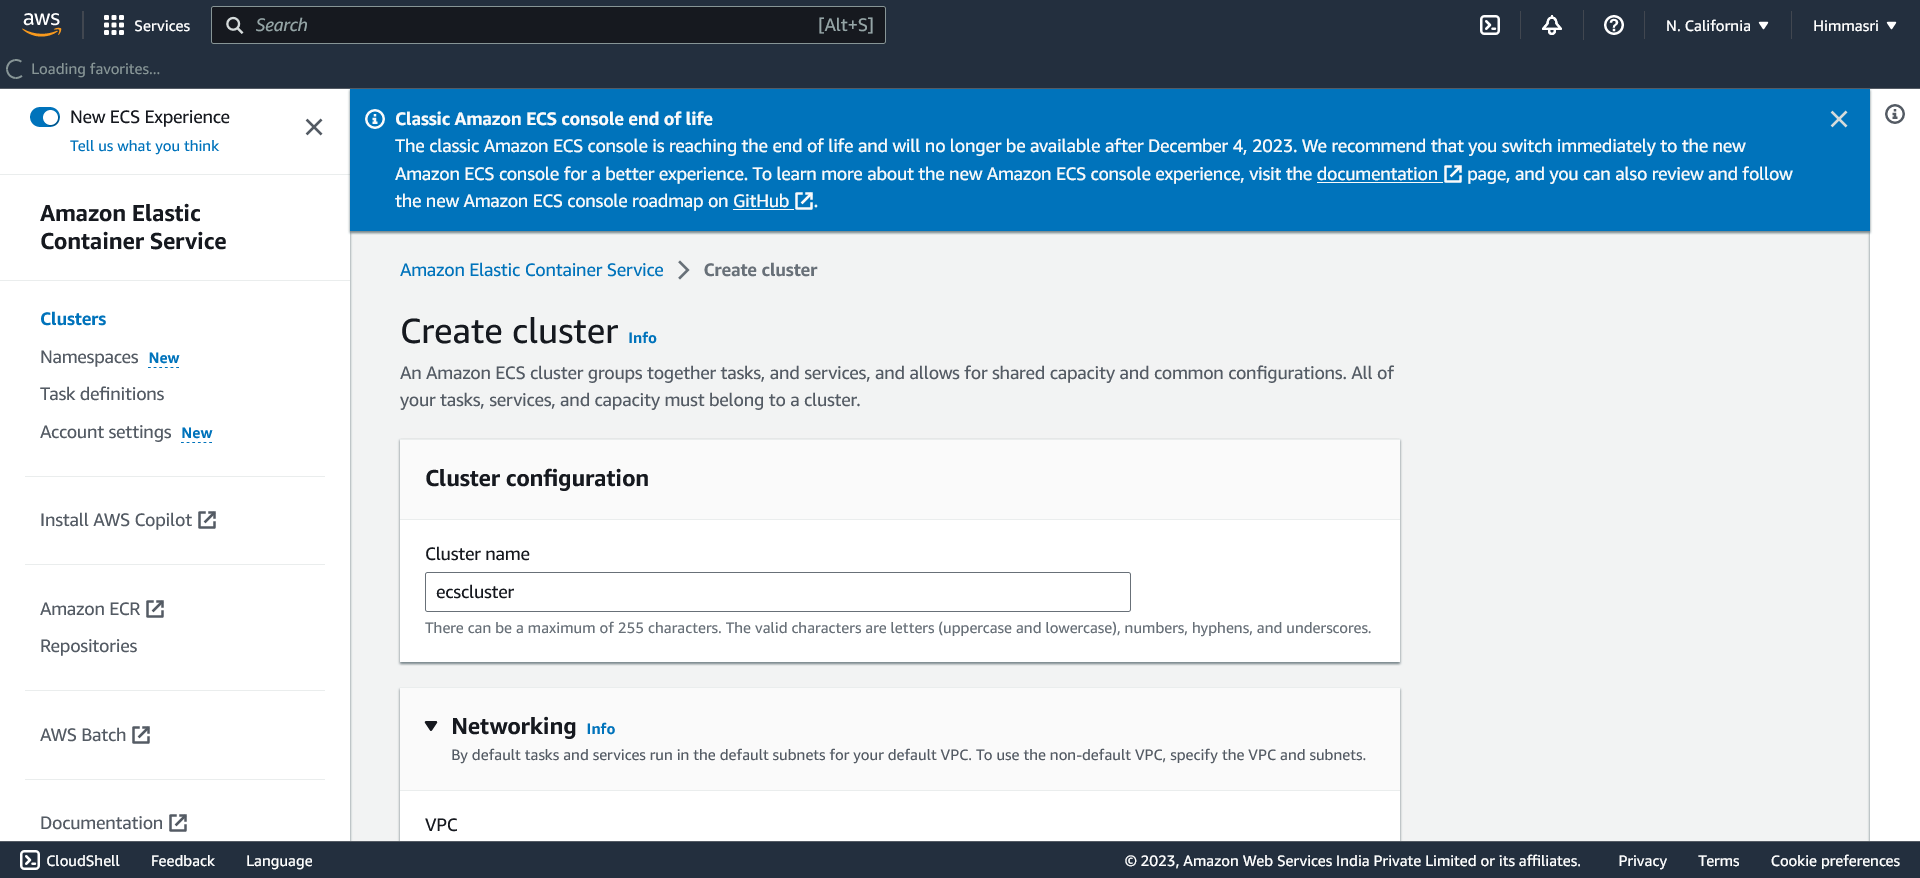 aws
Services
Search
[Alt+S]
N. California
Himmasri
Loading favorites...
New ECS Experience
Tell us what you think
Amazon Elastic
Container Service
Clusters
Namespaces New
Task definitions
Account settings New
Install AWS Copilot
Amazon ECR
Repositories
AWS Batch
Documentation
Classic Amazon ECS console end of life
The classic Amazon ECS console is reaching the end of life and will no longer be available after December 4, 2023. We recommend that you switch immediately to the new
Amazon ECS console for a better experience. To learn more about the new Amazon ECS console experience, visit the documentation page, and you can also review and follow
the new Amazon ECS console roadmap on GitHub.
Amazon Elastic Container Service Create cluster
Create cluster Info
An Amazon ECS cluster groups together tasks, and services, and allows for shared capacity and common configurations. All of
your tasks, services, and capacity must belong to a cluster.
Cluster configuration
Cluster name
ecscluster
There can be a maximum of 255 characters. The valid characters are letters (uppercase and lowercase), numbers, hyphens, and underscores.
Networking Info
By default tasks and services run in the default subnets for your default VPC. To use the non-default VPC, specify the VPC and subnets.
VPC
CloudShell
Feedback
Language
© 2023, Amazon Web Services India Private Limited or its affiliates.
Privacy
Terms
Cookie preferences